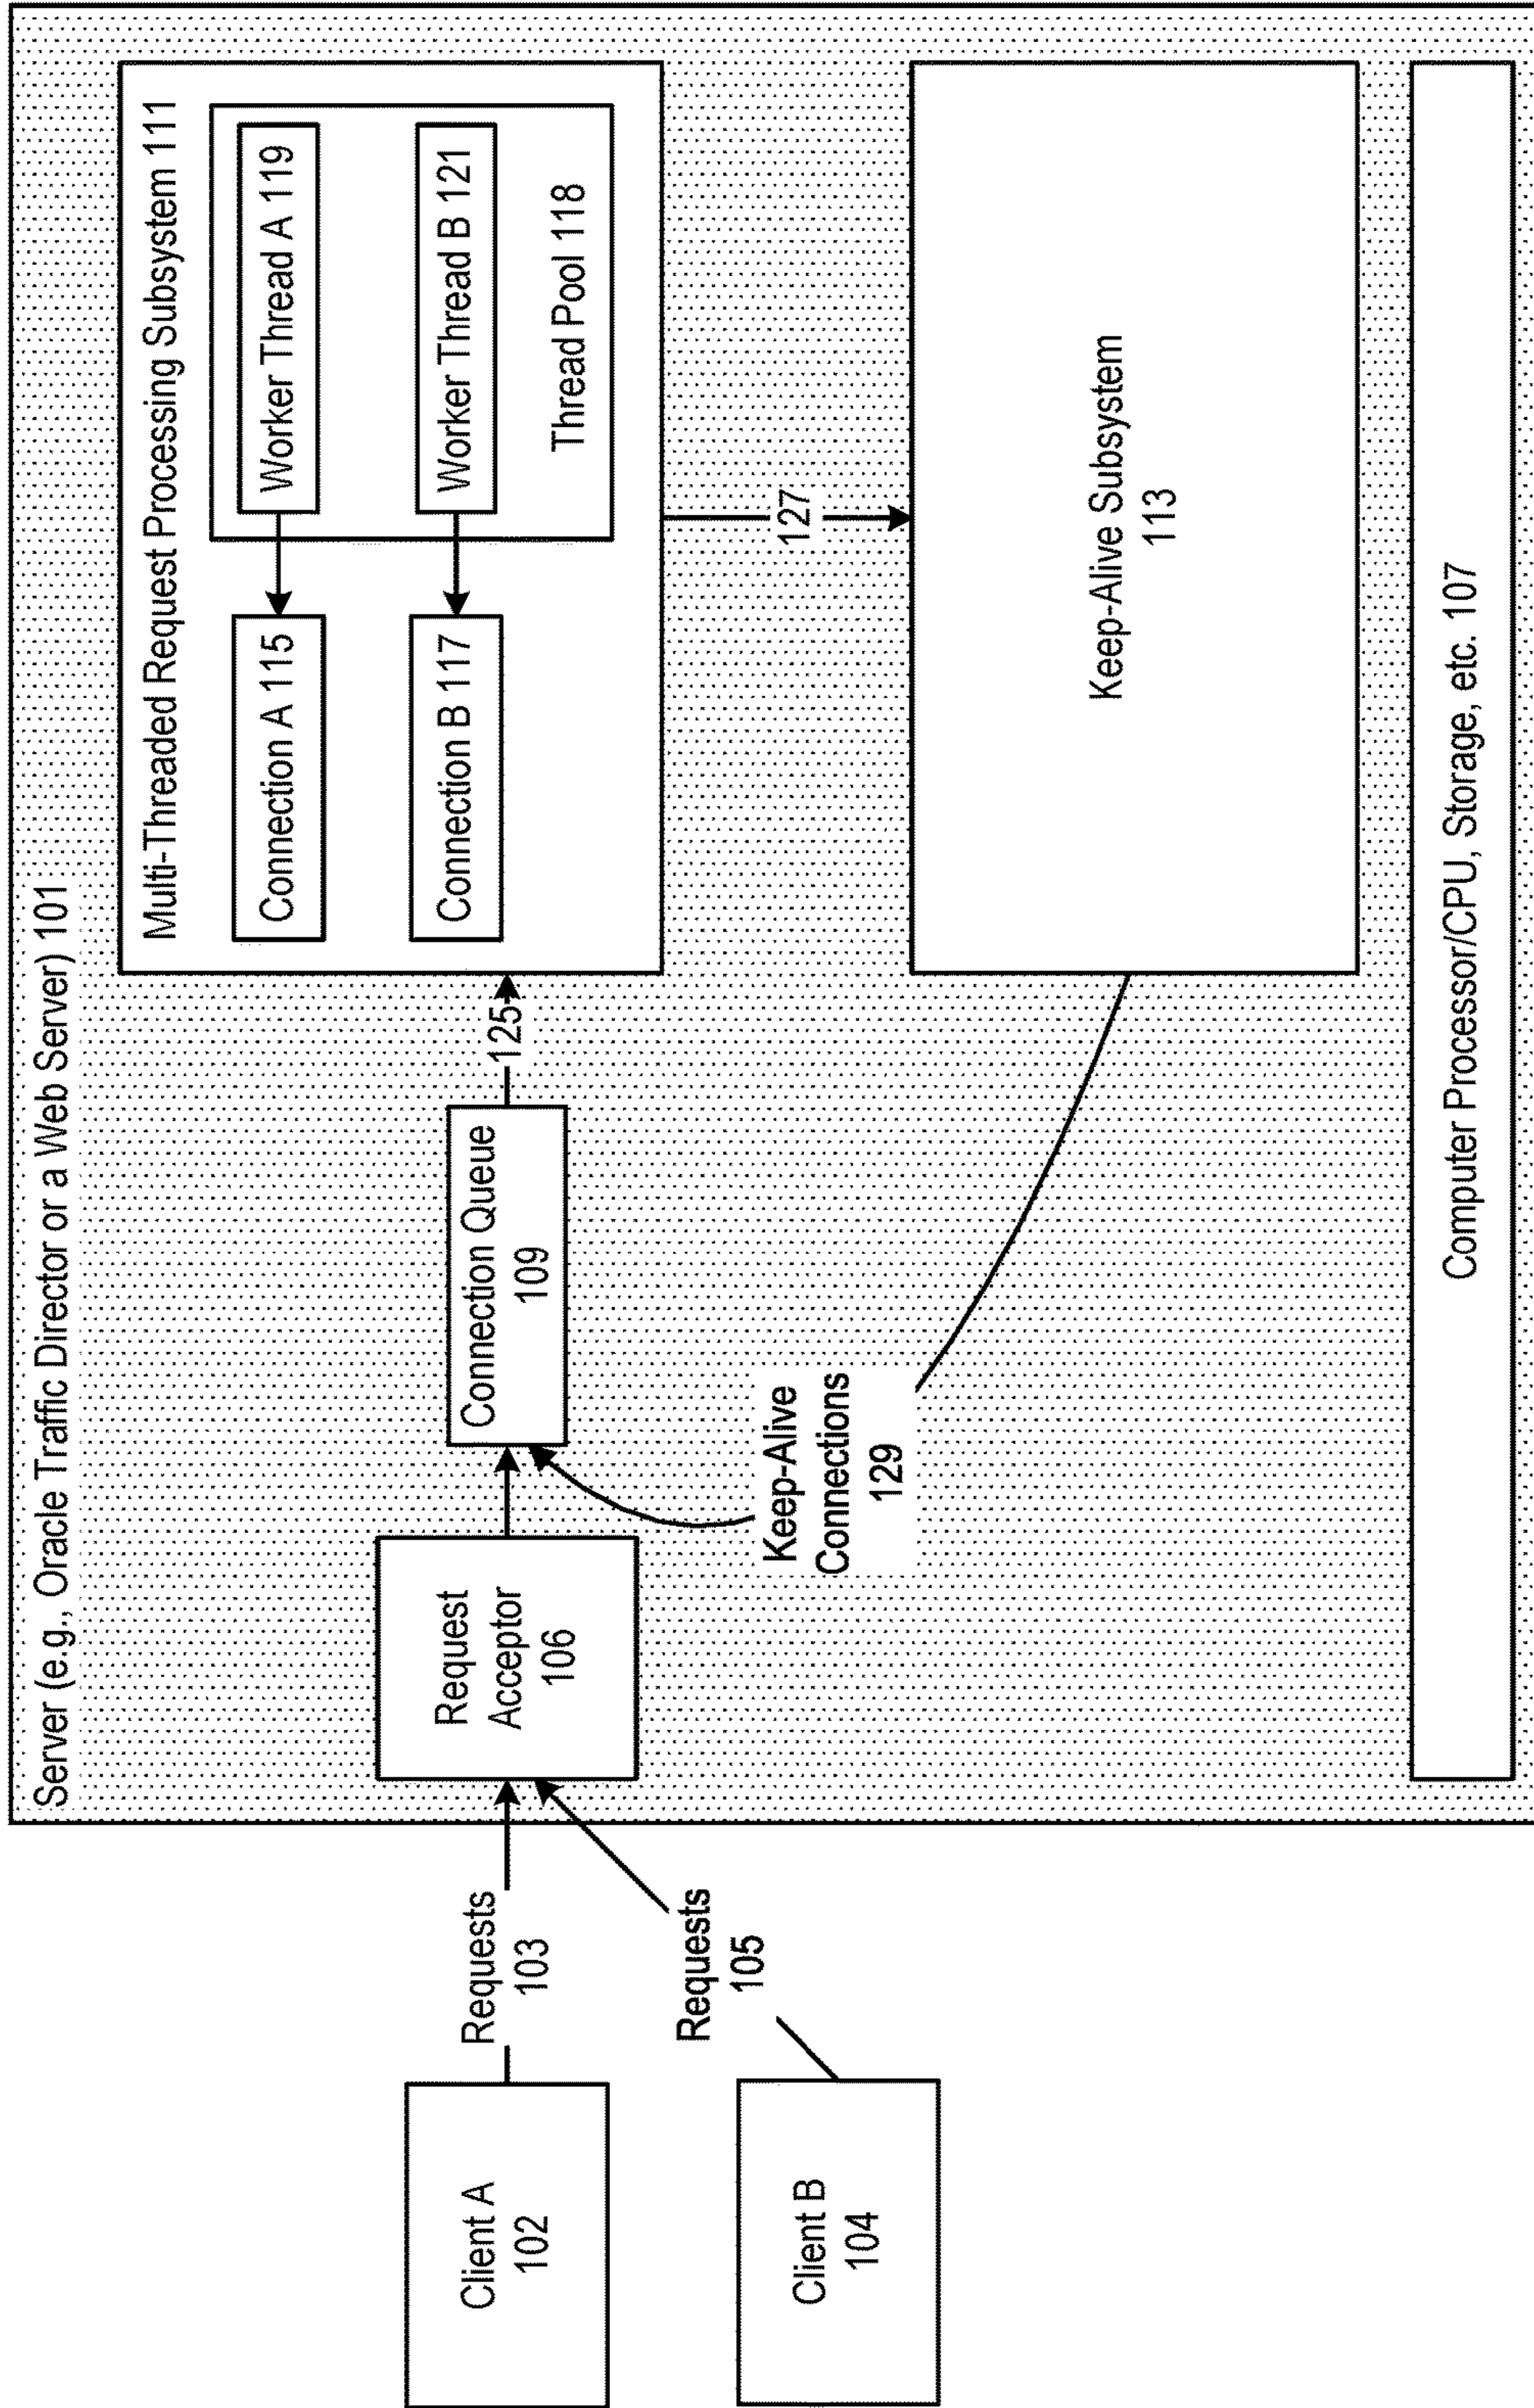 Server (e.g., Oracle Traffic Director or a Web Server) 101
Multi-Threaded Request Processing Subsystem 111
Connection A 115
Worker Thread A 119
Connection B 117
Worker Thread B 121
Thread Pool 118
Client A
102
Requests
103
Request
Acceptor
106
Connection Queue
109
125
Client B
104
Requests
105
Keep-Alive
Connections
129
127
Keep-Alive Subsystem
113
Computer Processor/CPU, Storage, etc. 107